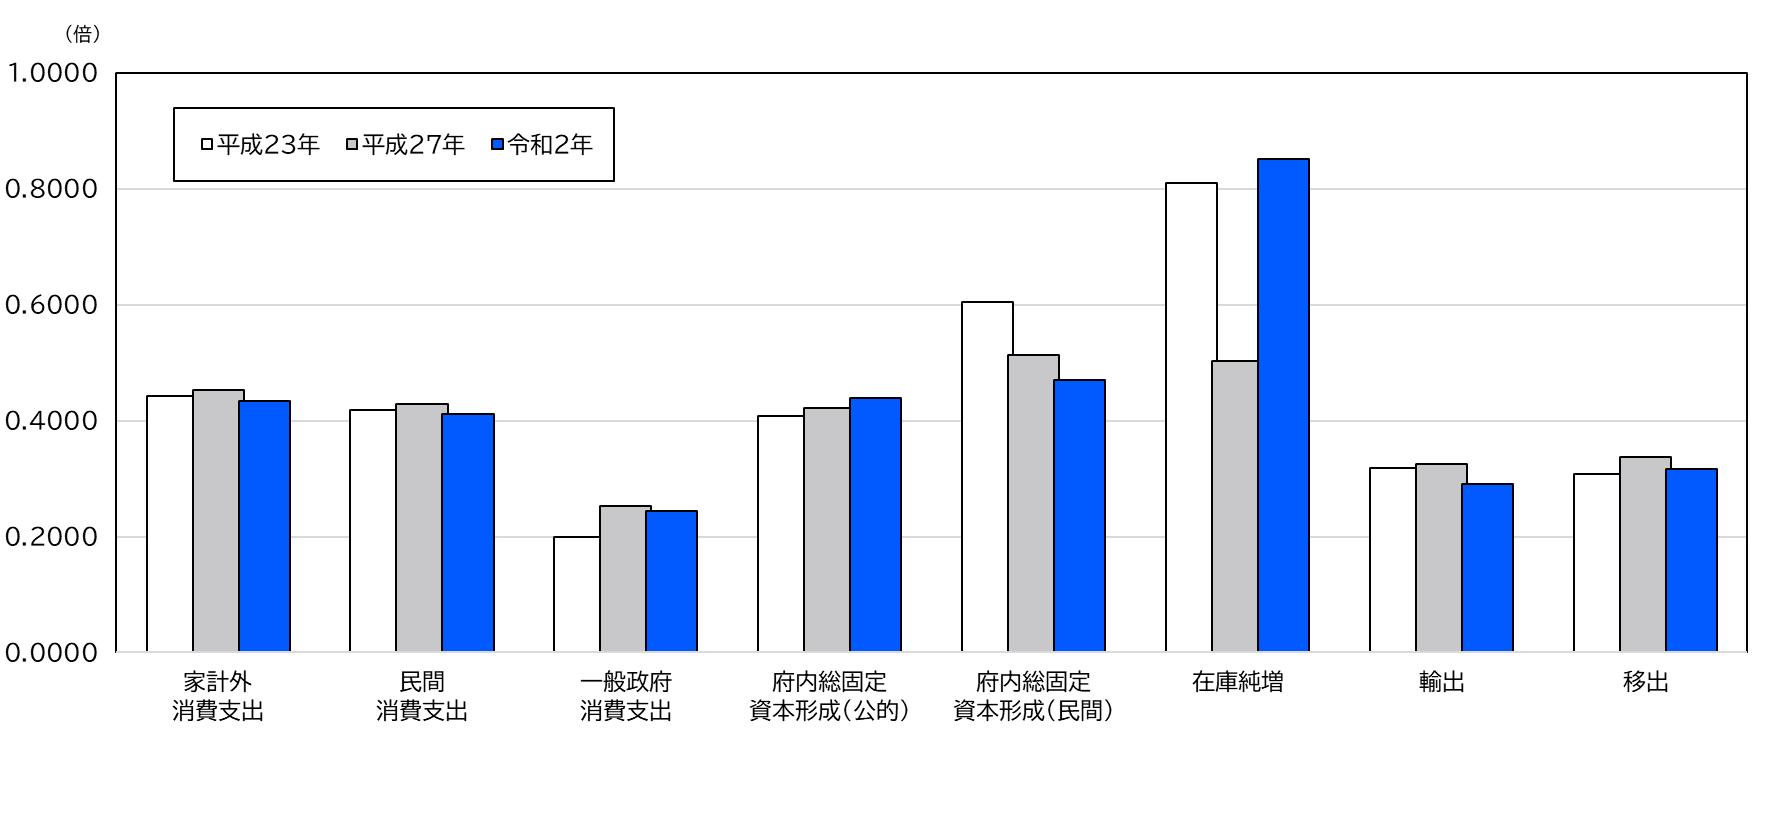 （倍）
1.0000
0.8000
0.6000
0.4000
0.2000
0.0000
平成23年 平成27年 令和2年
家計外
消費支出
民間
消費支出
一般政府
消費支出
府内総固定
資本形成（公的）
府内総固定
資本形成（民間）
在庫純増
輸出
移出